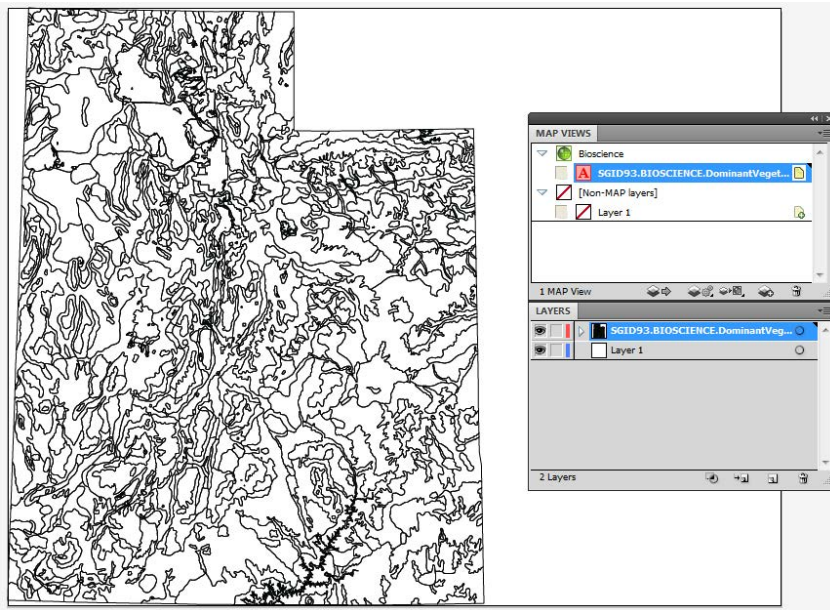 MAP VIEWS
Bioscience
A SGID93.BIOSCIENCE.DominantVeget...
[Non-MAP layers]
Layer 1
1 MAP View
LAYERS
SGID93.BIOSCIENCE.DominantVeg...
Layer 1
2 Layers